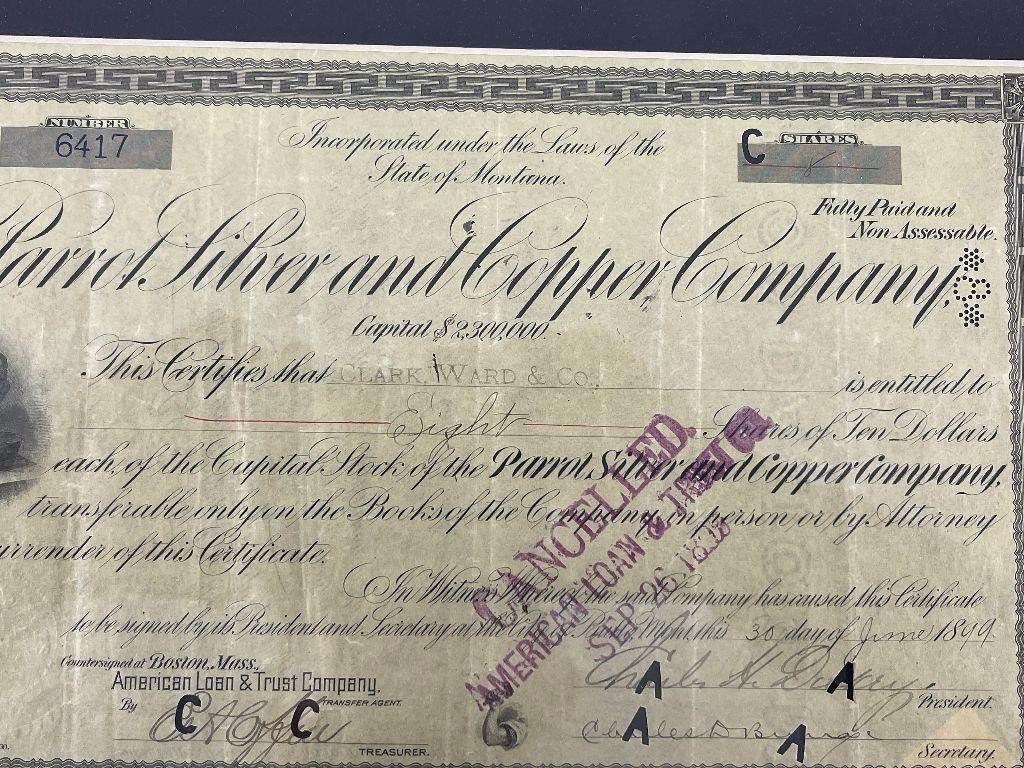 NUMBER
6417
Incorporated under the Laws of the
State of Montana.
C
SHARES
8
Fully Paid and
Non Assessable.
Parrot Silver and Copper Company,
Capital $2,300,000.
This Certifies that CLARK, WARD & CO. is entitled to
Eight Shares of Ten Dollars
each, of the Capital Stock of the Parrot Silver and Copper Company,
transferable only on the Books of the Company in person or by Attorney
surrender of this Certificate.
In Witness Whereof the said Company has caused this Certificate
to be signed by its President and Secretary at this 30 day of June 1899
CANCELLED.
AMERICAN LOAN &
SEP 26
Countersigned at Boston, Mass.,
American Loan & Trust Company,
TRANSFER AGENT.
By
C C
TREASURER.
A A
Charles H.
President.
A A
Charles D.
Secretary.